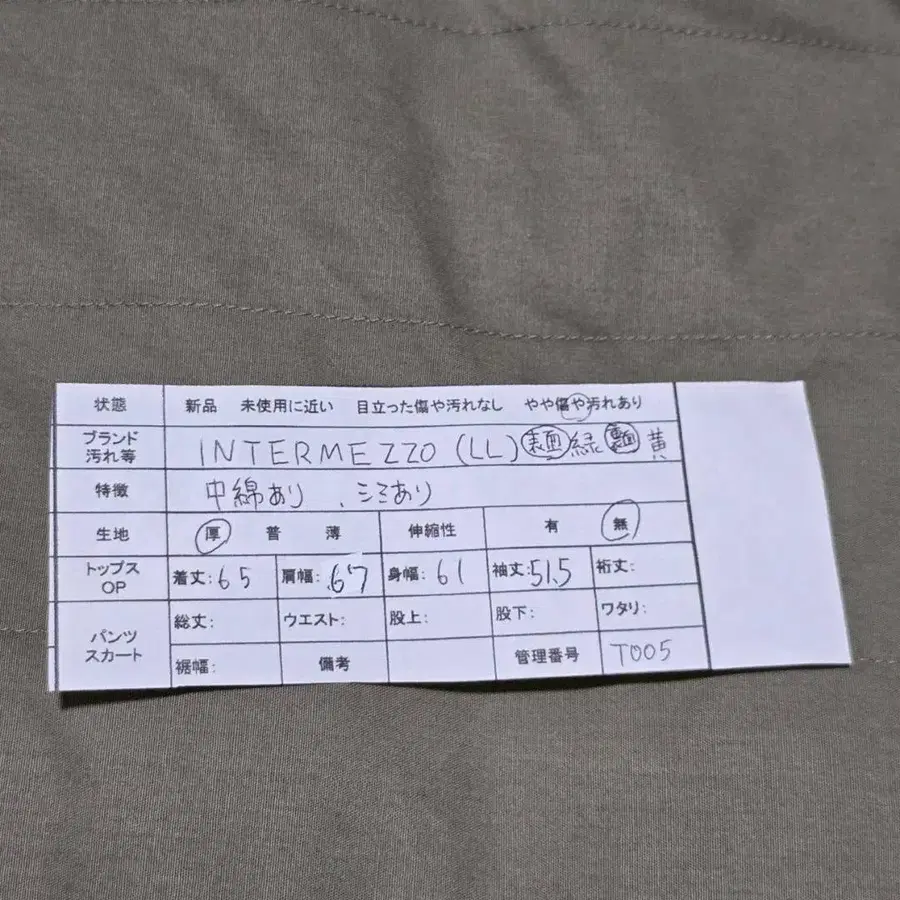 状態 新品 未使用に近い 目立った傷や汚れなし やや傷や汚れあり
ブランド 汚れ等 INTERMEZZO (LL) 緑 黄
特徴 中綿あり、シミあり
生地 厚 普 薄 伸縮性 有 無
トップス OP 着丈:65 肩幅:67 身幅:61 袖丈:51.5 裄丈:
パンツ スカート 総丈: ウエスト: 股上: 股下: ワタリ:
裾幅: 備考 管理番号 T005